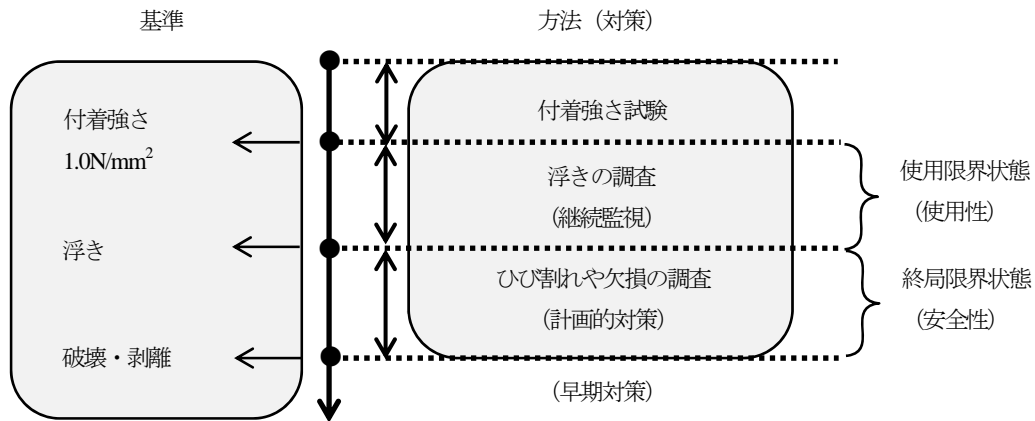 基準
方法（対策）
付着強さ
1.0N/mm²
浮き
破壊・剥離
付着強さ試験
浮きの調査
（継続監視）
ひび割れや欠損の調査
（計画的対策）
（早期対策）
使用限界状態
（使用性）
終局限界状態
（安全性）